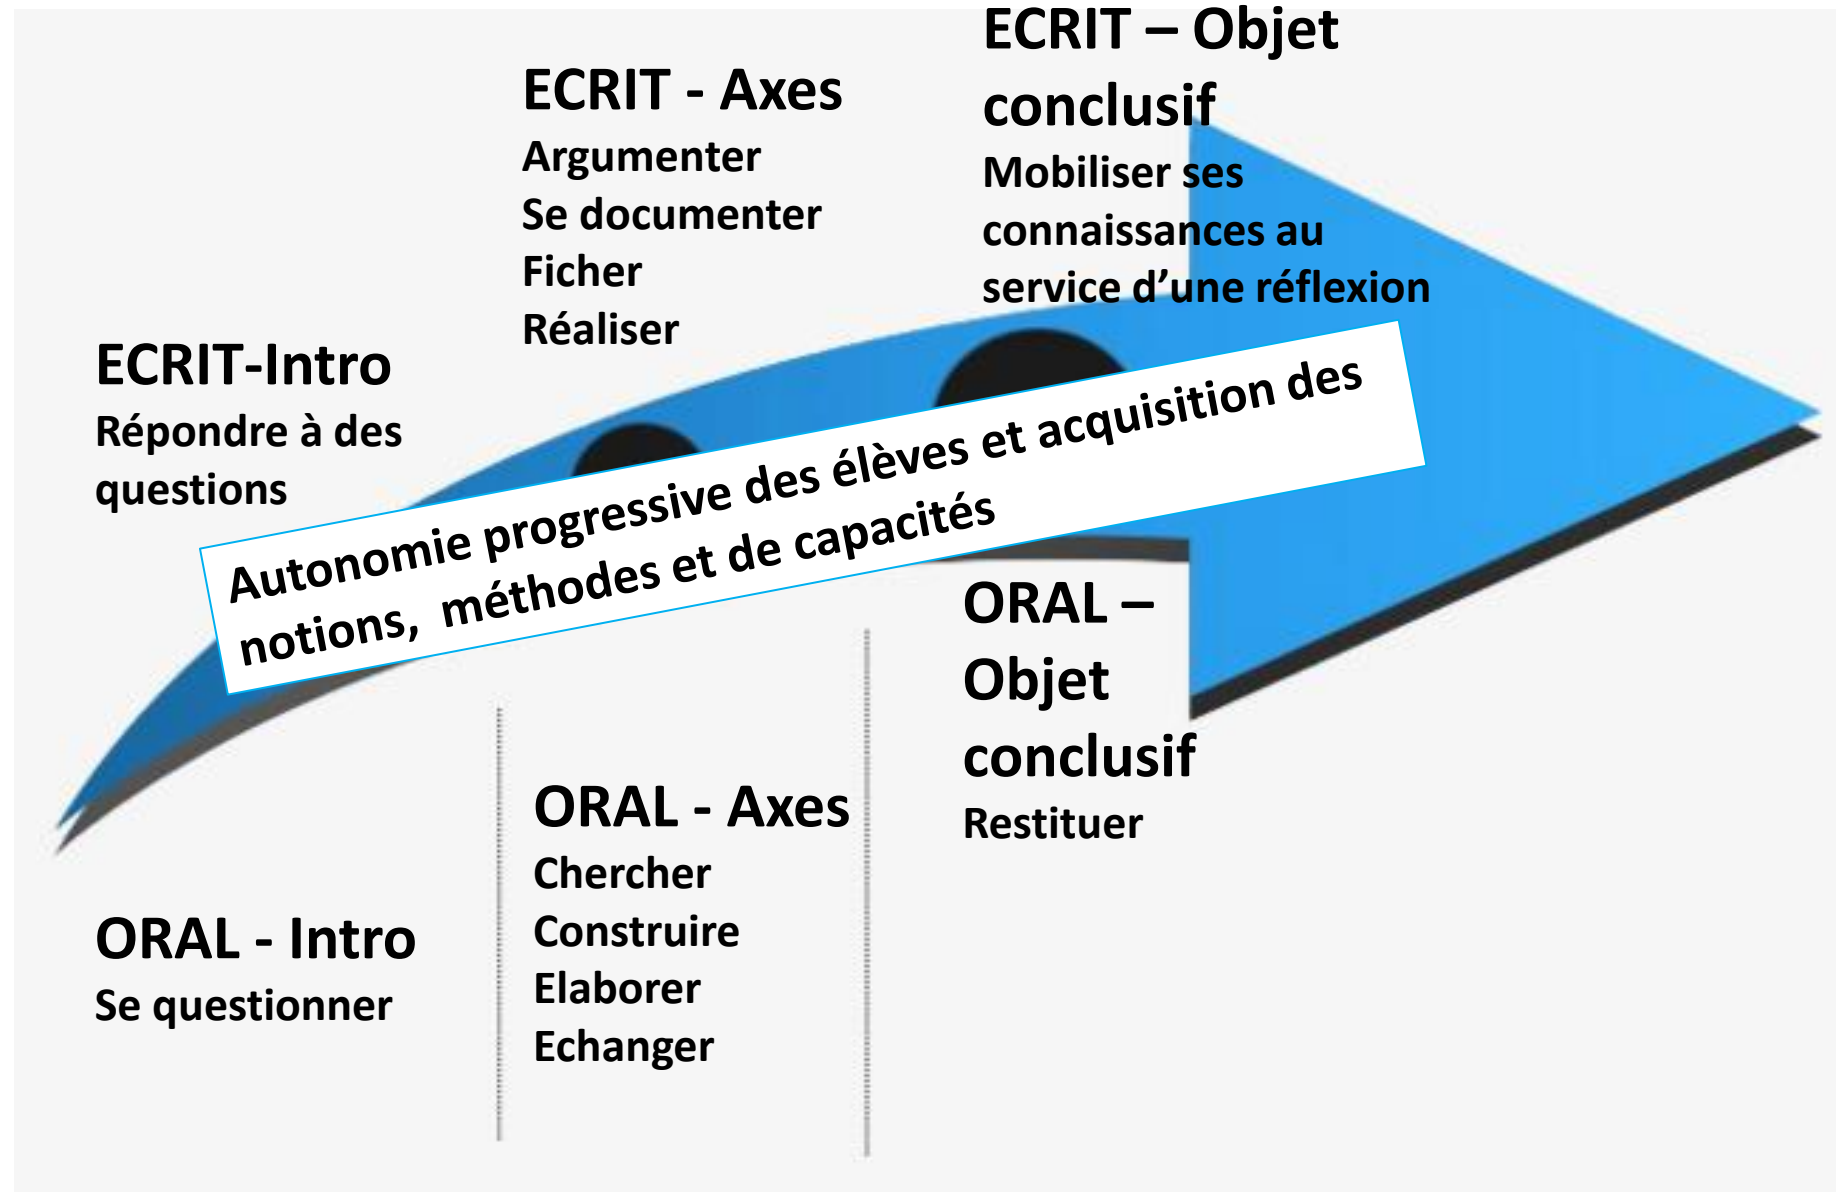 ECRIT – Objet
conclusif
Mobiliser ses
connaissances au
service d’une réflexion
ECRIT - Axes
Argumenter
Se documenter
Ficher
Réaliser
ECRIT-Intro
Répondre à des
questions
Autonomie progressive des élèves et acquisition des
notions, méthodes et de capacités
ORAL –
Objet
conclusif
Restituer
ORAL - Axes
Chercher
Construire
Elaborer
Echanger
ORAL - Intro
Se questionner